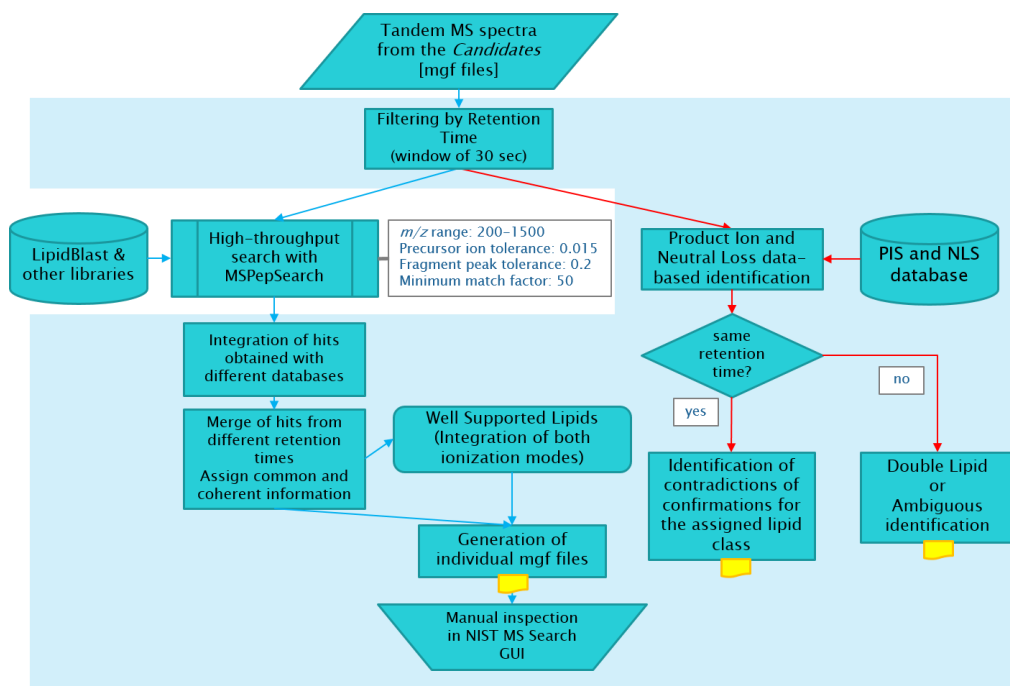 Tandem MS spectra
from the Candidates
[mgf files]
Filtering by Retention
Time
(window of 30 sec)
LipidBlast &
other libraries
High-throughput
search with
MSPepSearch
m/z range: 200-1500
Precursor ion tolerance: 0.015
Fragment peak tolerance: 0.2
Minimum match factor: 50
Product Ion and
Neutral Loss data-
based identification
PIS and NLS
database
Integration of hits
obtained with
different databases
same
retention
time?
yes
no
Merge of hits from
different retention
times
Assign common and
coherent information
Well Supported Lipids
(Integration of both
ionization modes)
Identification of
contradictions of
confirmations for
the assigned lipid
class
Double Lipid
or
Ambiguous
identification
Generation of
individual mgf files
Manual inspection
in NIST MS Search
GUI